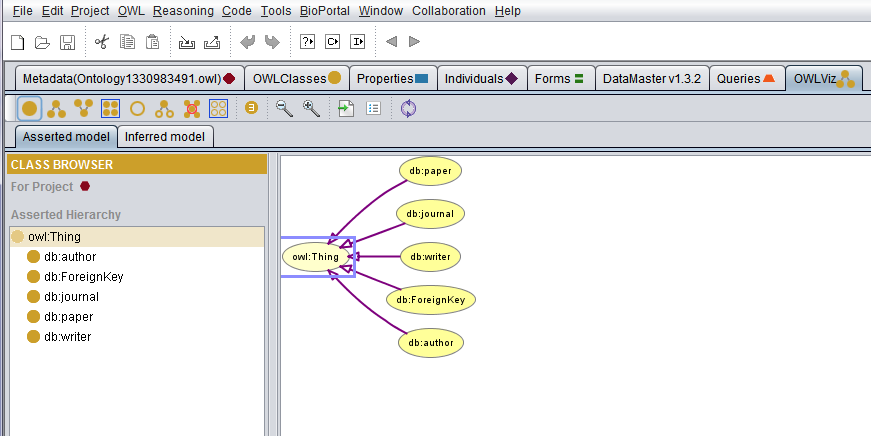 File Edit Project OWL Reasoning Code Tools BioPortal Window Collaboration Help
Metadata(Ontology1330983491.owl) OWLClasses Properties Individuals Forms DataMaster v1.3.2 Queries OWLViz
Asserted model Inferred model
CLASS BROWSER
For Project
Asserted Hierarchy
owl:Thing
db:author
db:ForeignKey
db:journal
db:paper
db:writer
db:paper
db:journal
owl:Thing db:writer
db:ForeignKey
db:author